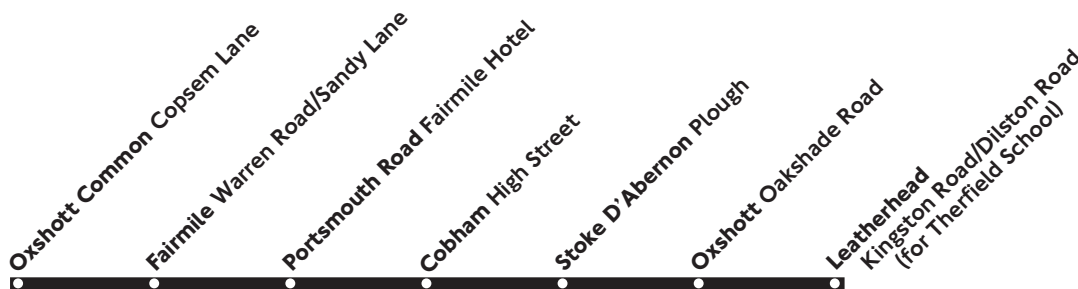 Oxshott Common Copsem Lane
Fairmile Warren Road/Sandy Lane
Portsmouth Road Fairmile Hotel
Cobham High Street
Stoke D'Abernon Plough
Oxshott Oakshade Road
Leatherhead
Kingston Road/Dilston Road
(for Therfield School)